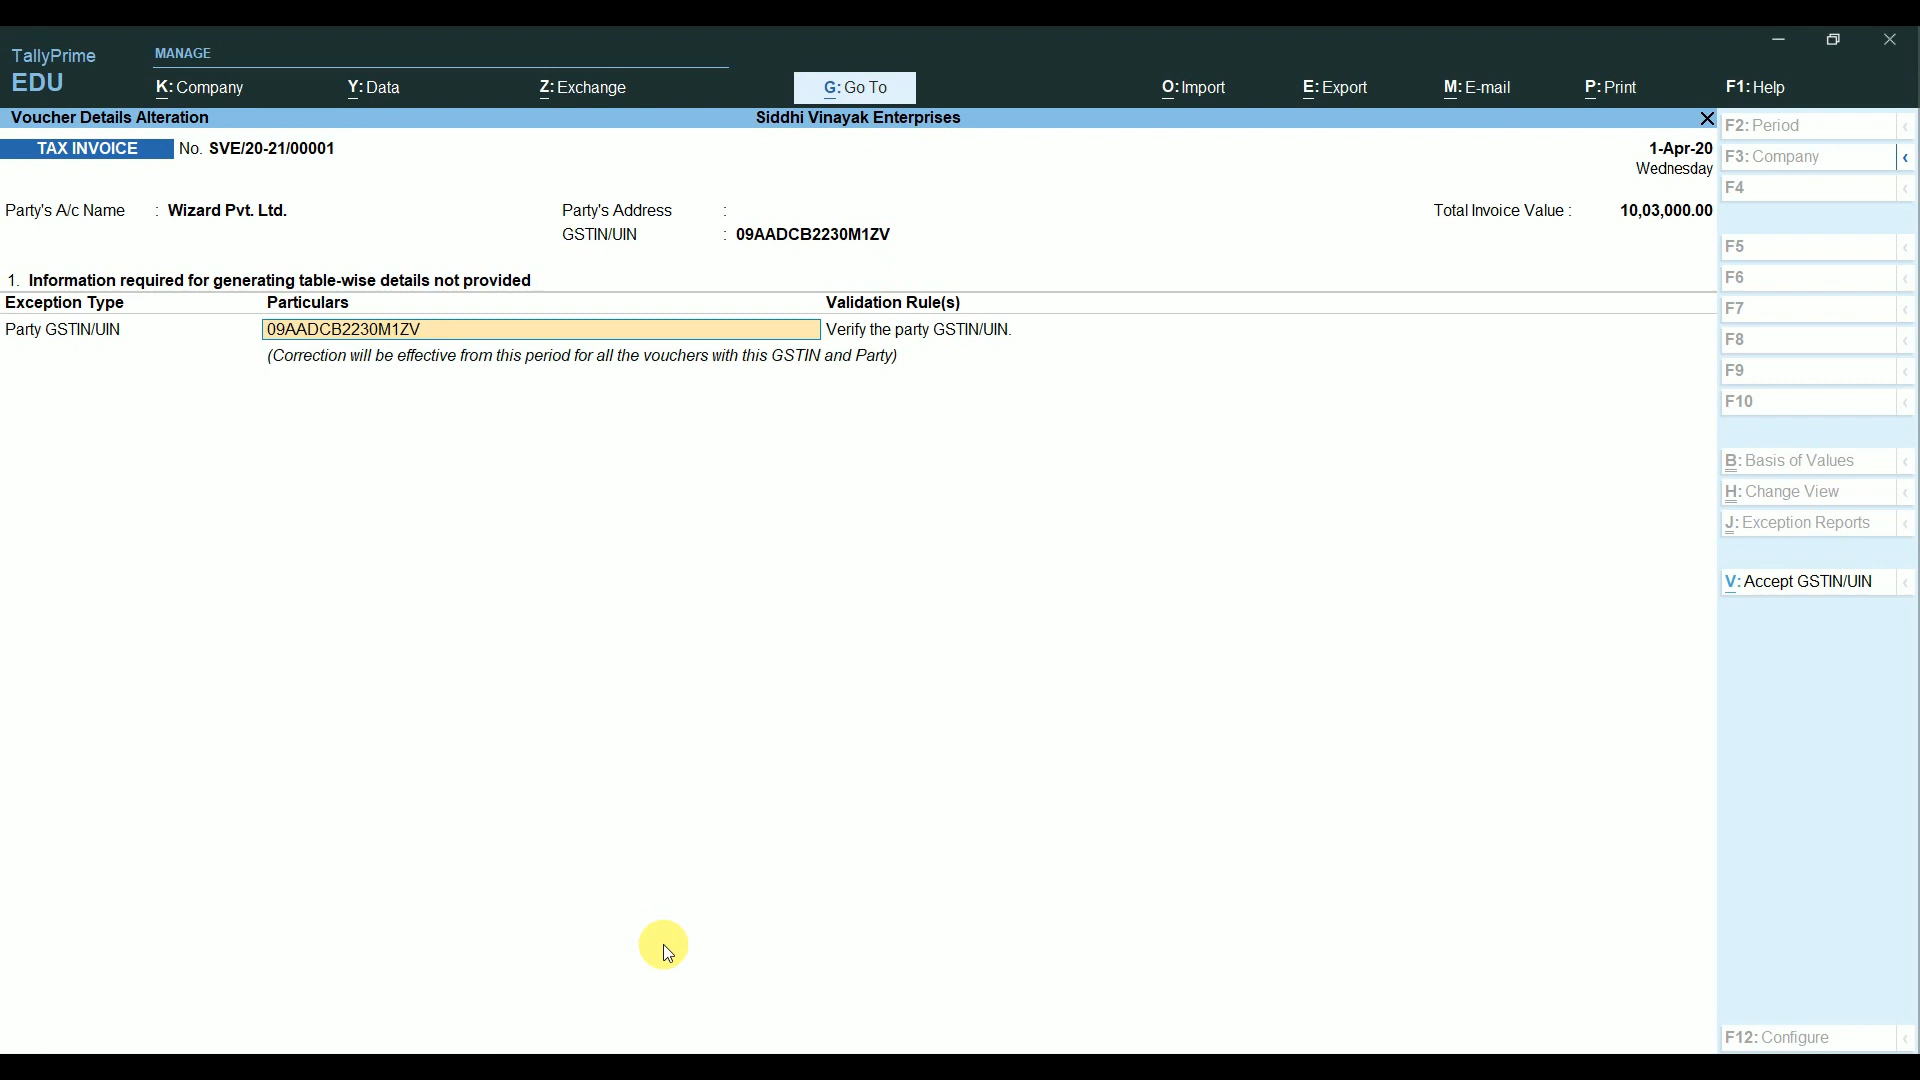 TallyPrime
EDU
MANAGE
K: Company Y: Data Z: Exchange G: Go To O: Import E: Export M: E-mail P: Print F1: Help
Voucher Details Alteration Siddhi Vinayak Enterprises
TAX INVOICE No. SVE/20-21/00001 1-Apr-20
Wednesday
Party's A/c Name : Wizard Pvt. Ltd. Party's Address : Total Invoice Value : 10,03,000.00
GSTIN/UIN : 09AADCB2230M1ZV
1. Information required for generating table-wise details not provided
Exception Type Particulars Validation Rule(s)
Party GSTIN/UIN 09AADCB2230M1ZV Verify the party GSTIN/UIN.
(Correction will be effective from this period for all the vouchers with this GSTIN and Party)
F2: Period
F3: Company
F4
F5
F6
F7
F8
F9
F10
B: Basis of Values
H: Change View
J: Exception Reports
V: Accept GSTIN/UIN
F12: Configure